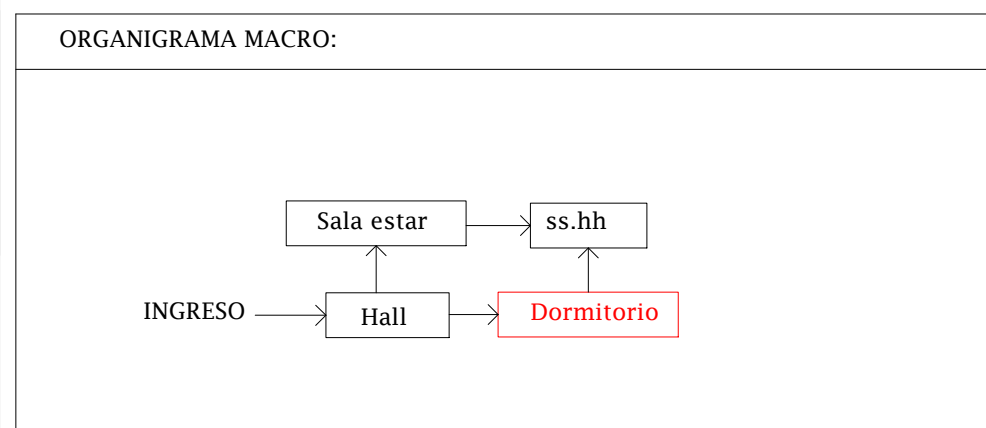 ORGANIGRAMA MACRO:
Sala estar
ss.hh
INGRESO
Hall
Dormitorio